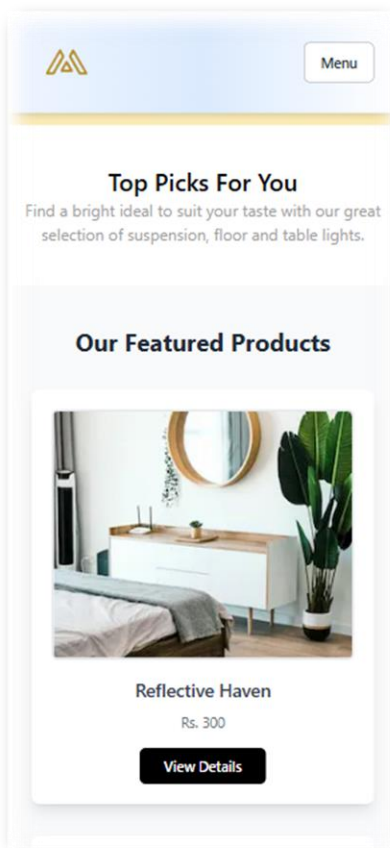 Menu
Top Picks For You
Find a bright ideal to suit your taste with our great
selection of suspension, floor and table lights.
Our Featured Products
Reflective Haven
Rs. 300
View Details